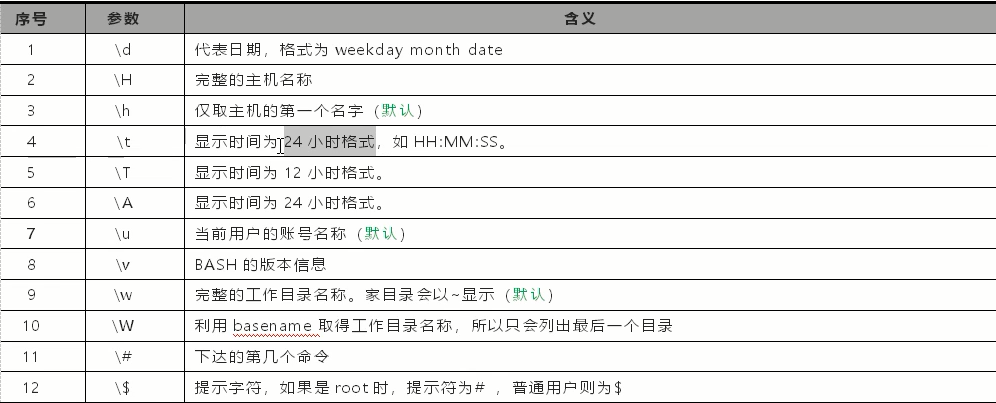 序号 参数 含义
1 \d 代表日期，格式为 weekday month date
2 \H 完整的主机名称
3 \h 仅取主机的第一个名字（默认）
4 \t 显示时间为 24 小时格式，如 HH:MM:SS。
5 \T 显示时间为 12 小时格式。
6 \A 显示时间为 24 小时格式。
7 \u 当前用户的账号名称（默认）
8 \v BASH 的版本信息
9 \w 完整的工作目录名称。家目录会以~显示（默认）
10 \W 利用 basename 取得工作目录名称，所以只会列出最后一个目录
11 \# 下达的第几个命令
12 \$ 提示字符，如果是 root 时，提示符为# ，普通用户则为$